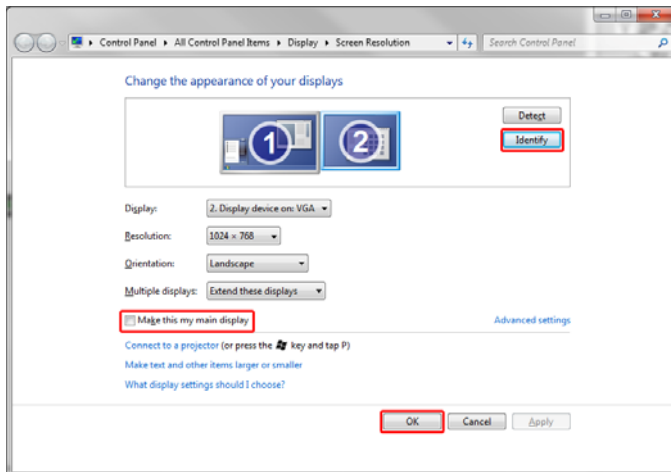 Control Panel ▸ All Control Panel Items ▸ Display ▸ Screen Resolution
Search Control Panel
Change the appearance of your displays
1
2
Detect
Identify
Display: 2. Display device on: VGA
Resolution: 1024 × 768
Orientation: Landscape
Multiple displays: Extend these displays
Make this my main display
Advanced settings
Connect to a projector (or press the key and tap P)
Make text and other items larger or smaller
What display settings should I choose?
OK Cancel Apply